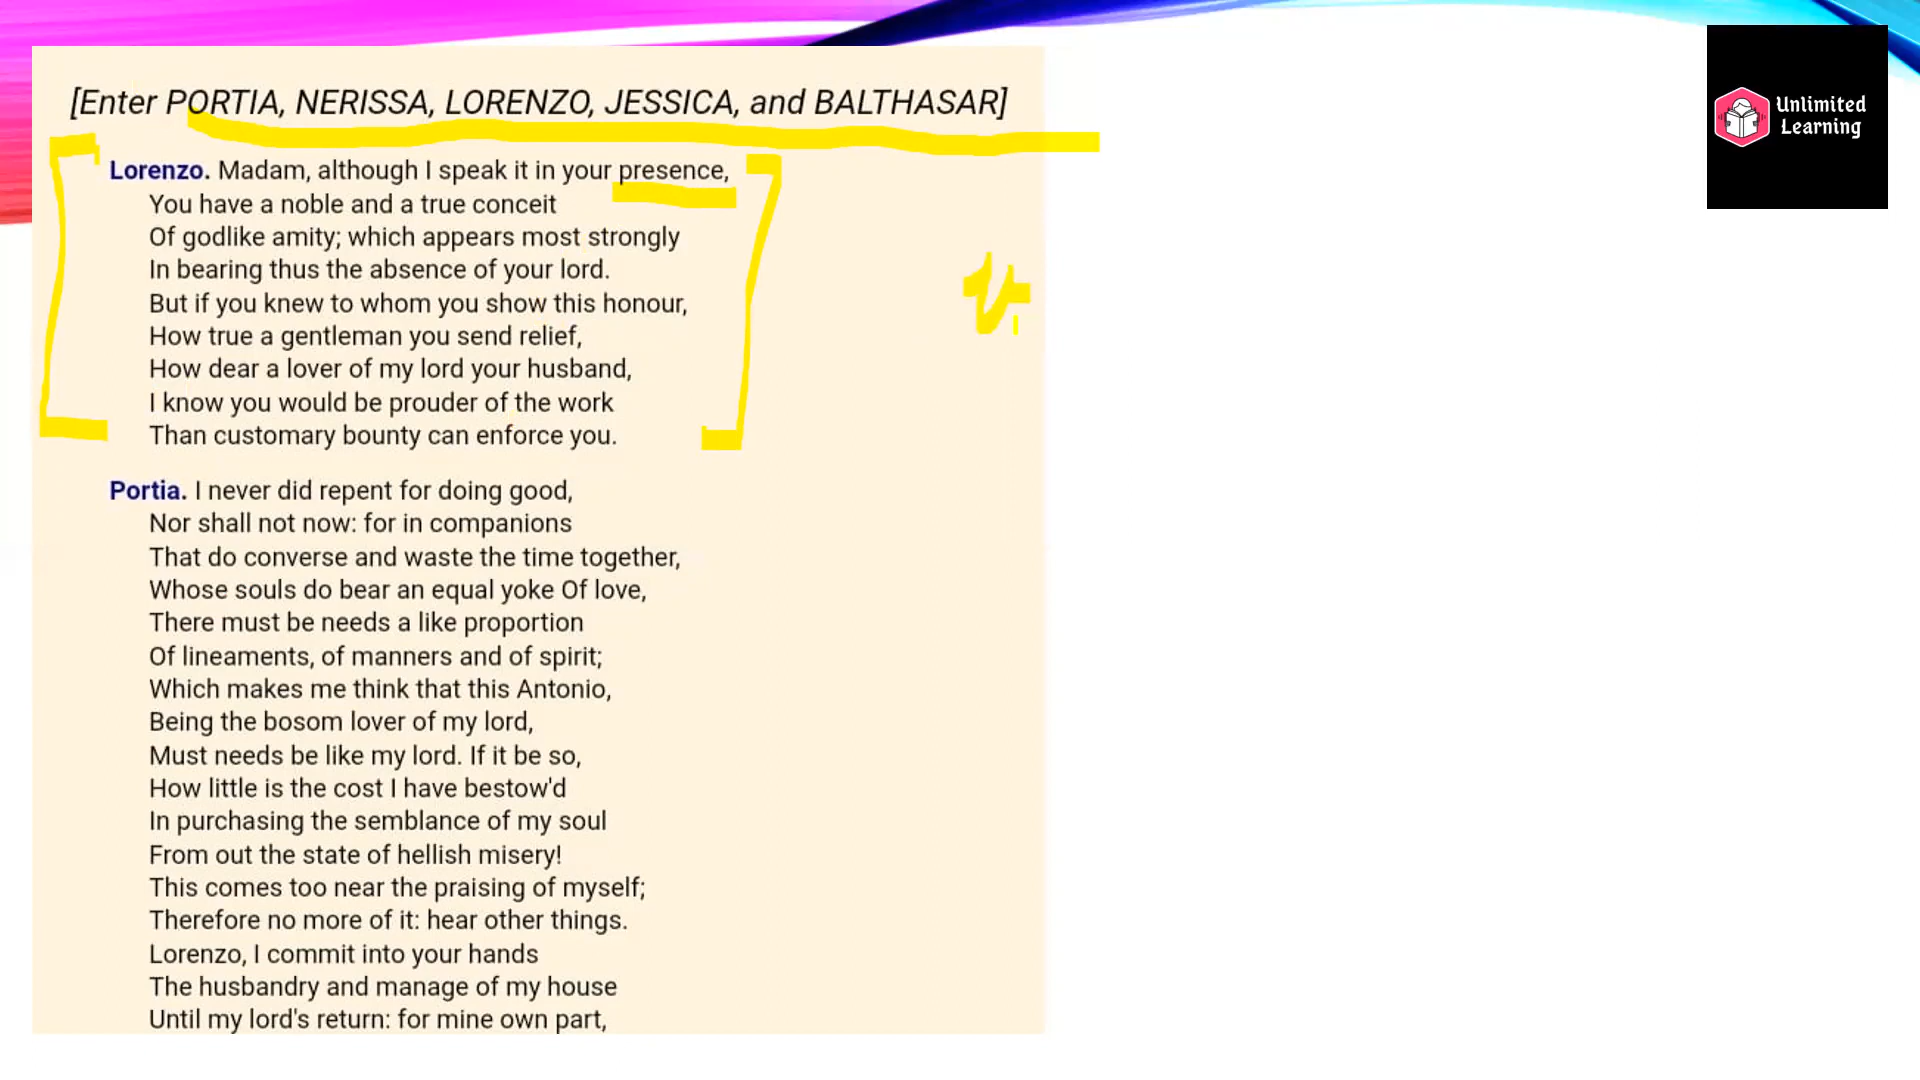 [Enter PORTIA, NERISSA, LORENZO, JESSICA, and BALTHASAR]
Lorenzo. Madam, although I speak it in your presence,
You have a noble and a true conceit
Of godlike amity; which appears most strongly
In bearing thus the absence of your lord.
But if you knew to whom you show this honour,
How true a gentleman you send relief,
How dear a lover of my lord your husband,
I know you would be prouder of the work
Than customary bounty can enforce you.
Portia. I never did repent for doing good,
Nor shall not now: for in companions
That do converse and waste the time together,
Whose souls do bear an equal yoke Of love,
There must be needs a like proportion
Of lineaments, of manners and of spirit;
Which makes me think that this Antonio,
Being the bosom lover of my lord,
Must needs be like my lord. If it be so,
How little is the cost I have bestow'd
In purchasing the semblance of my soul
From out the state of hellish misery!
This comes too near the praising of myself;
Therefore no more of it: hear other things.
Lorenzo, I commit into your hands
The husbandry and manage of my house
Until my lord's return: for mine own part,
Unlimited
Learning